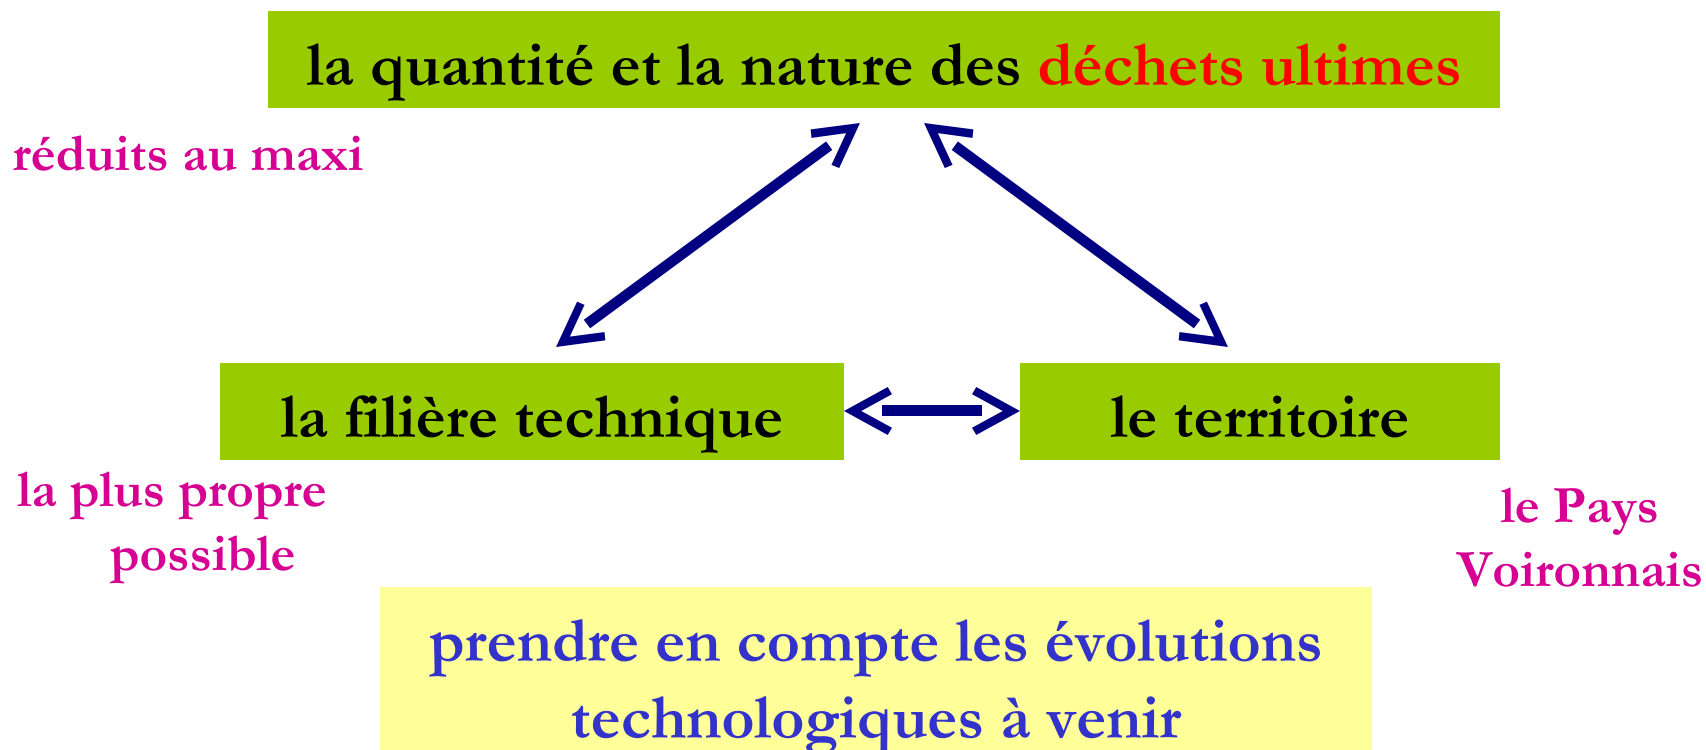 la quantité et la nature des déchets ultimes
réduits au maxi
la filière technique
le territoire
la plus propre
possible
le Pays
Voironnais
prendre en compte les évolutions
technologiques à venir